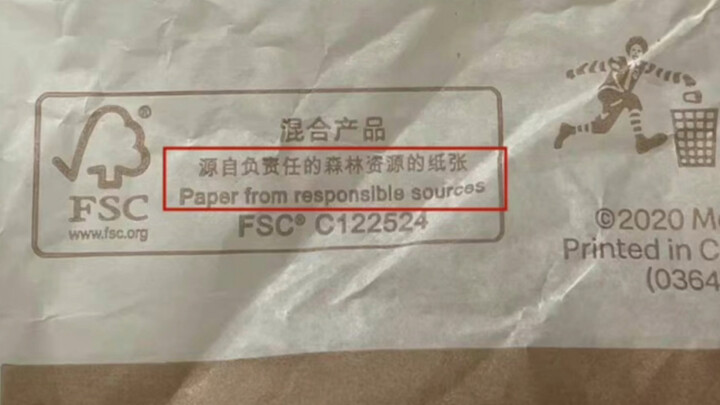 混合产品
源自负责任的森林资源的纸张
Paper from responsible sources
FSC® C122524
®
FSC
www.fsc.org
©2020 M
Printed in C
(0364